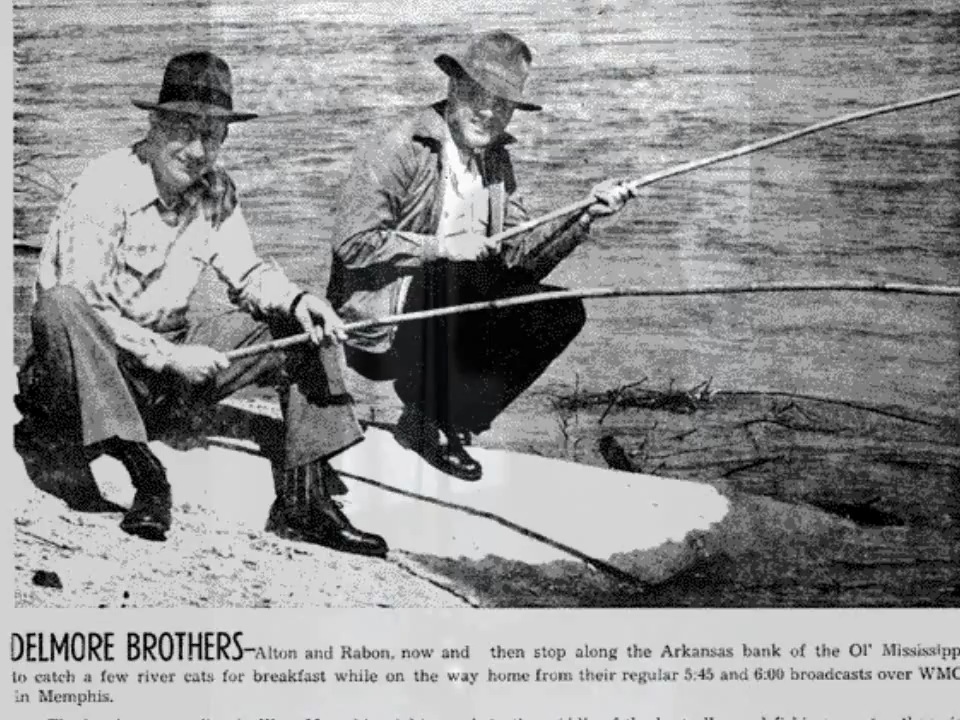 DELMORE BROTHERS—Alton and Rabon, now and then stop along the Arkansas bank of the Ol' Mississipp
to catch a few river cats for breakfast while on the way home from their regular 5:45 and 6:00 broadcasts over WMC
in Memphis.